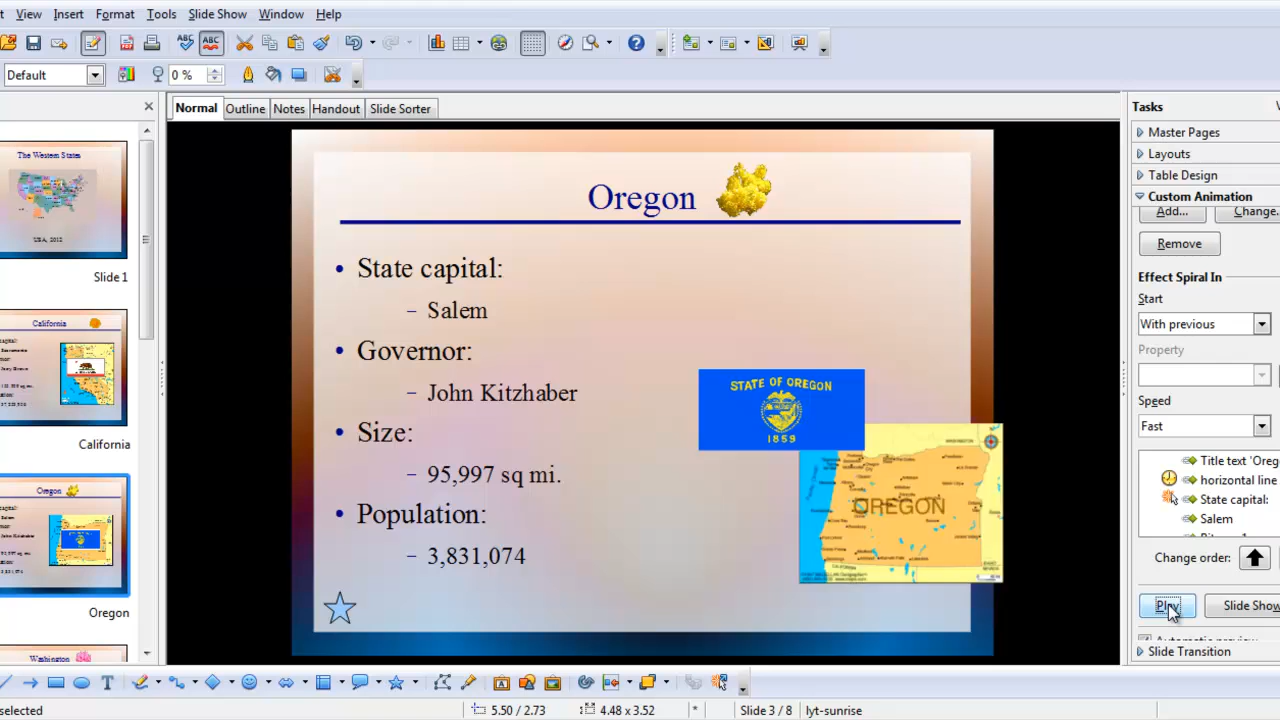 View Insert Format Tools Slide Show Window Help
Default
0 %
Normal Outline Notes Handout Slide Sorter
The Western States
USA, 2012
Slide 1
California
California
Oregon
Oregon
Washington
Oregon
• State capital:
– Salem
• Governor:
– John Kitzhaber
• Size:
– 95,997 sq mi.
• Population:
– 3,831,074
STATE OF OREGON
1859
WASHINGTON
OREGON
Tasks
Master Pages
Layouts
Table Design
Custom Animation
Add... Change.
Remove
Effect Spiral In
Start
With previous
Property
Speed
Fast
Title text 'Oreg
horizontal line
State capital:
Salem
Change order:
Play Slide Show
Automatic preview
Slide Transition
selected
5.50 / 2.73
4.48 x 3.52
*
Slide 3 / 8
lyt-sunrise